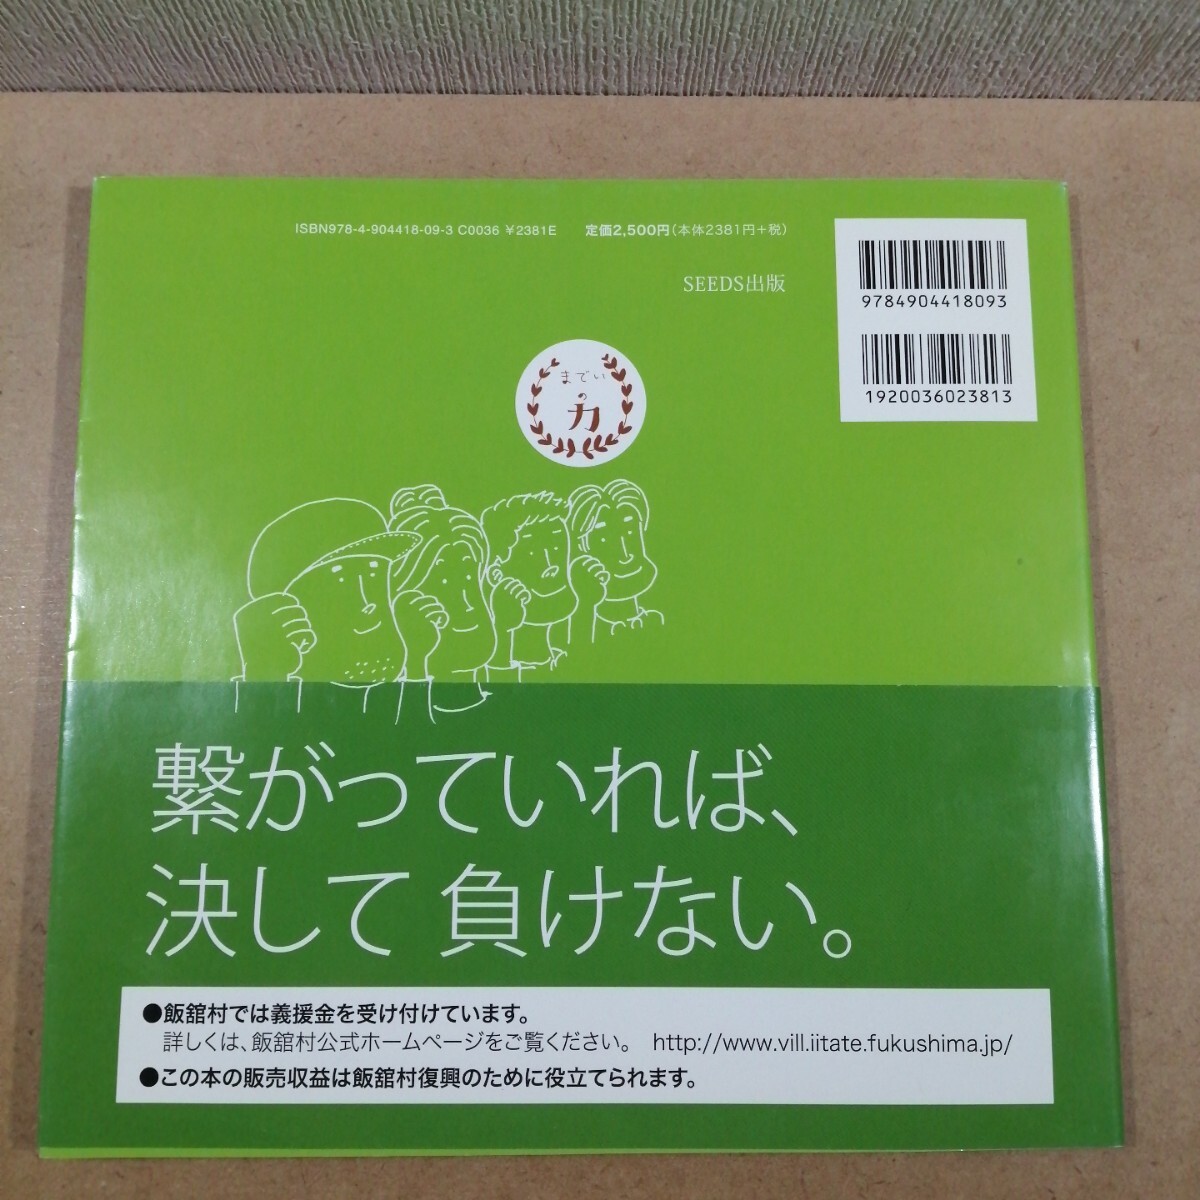 ISBN978-4-904418-09-3 C0036 ¥2381E 定価2,500円(本体2381円+税)
SEEDS出版
9784904418093
1920036023813
までい
の
力
繋がっていれば、
決して 負けない。
●飯舘村では義援金を受け付けています。
詳しくは、飯舘村公式ホームページをご覧ください。 http://www.vill.iitate.fukushima.jp/
●この本の販売収益は飯舘村復興のために役立てられます。